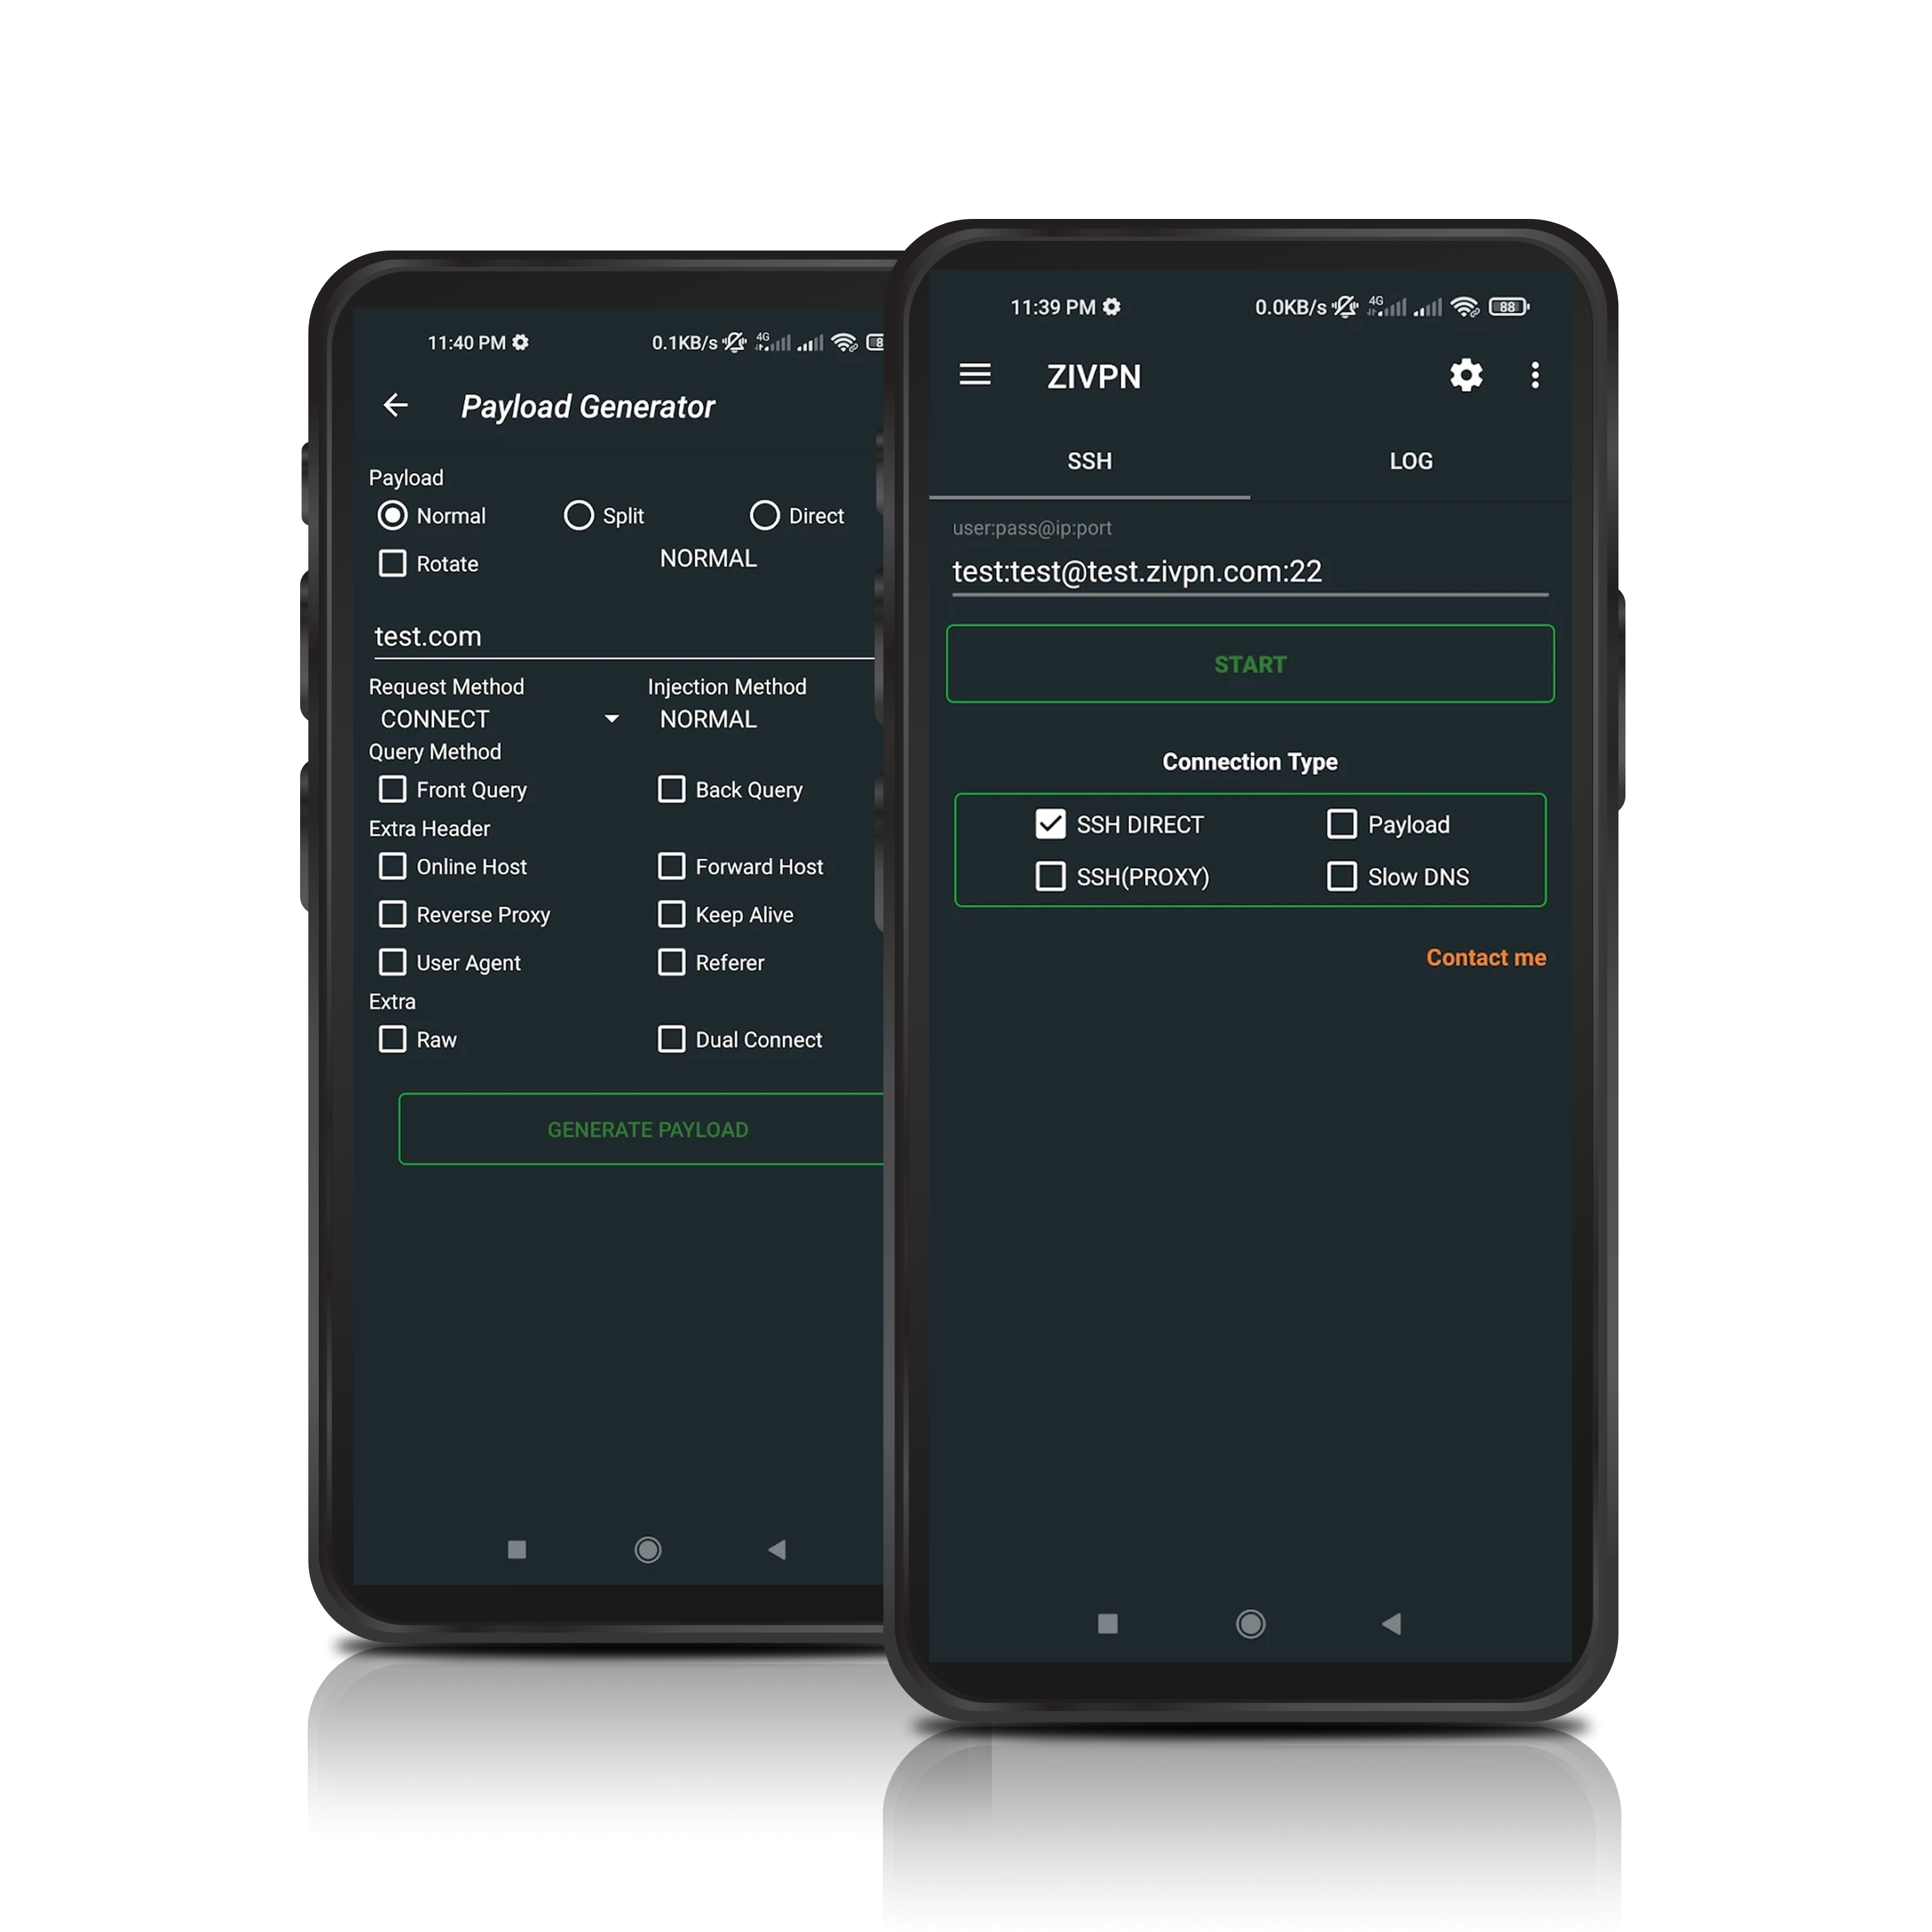 11:40 PM 0.1KB/s 4G
Payload Generator
Payload
Normal Split Direct
Rotate NORMAL
test.com
Request Method Injection Method
CONNECT NORMAL
Query Method
Front Query Back Query
Extra Header
Online Host Forward Host
Reverse Proxy Keep Alive
User Agent Referer
Extra
Raw Dual Connect
GENERATE PAYLOAD
11:39 PM 0.0KB/s 4G 88
ZIVPN
SSH LOG
user:pass@ip:port
test:test@test.zivpn.com:22
START
Connection Type
SSH DIRECT Payload
SSH(PROXY) Slow DNS
Contact me